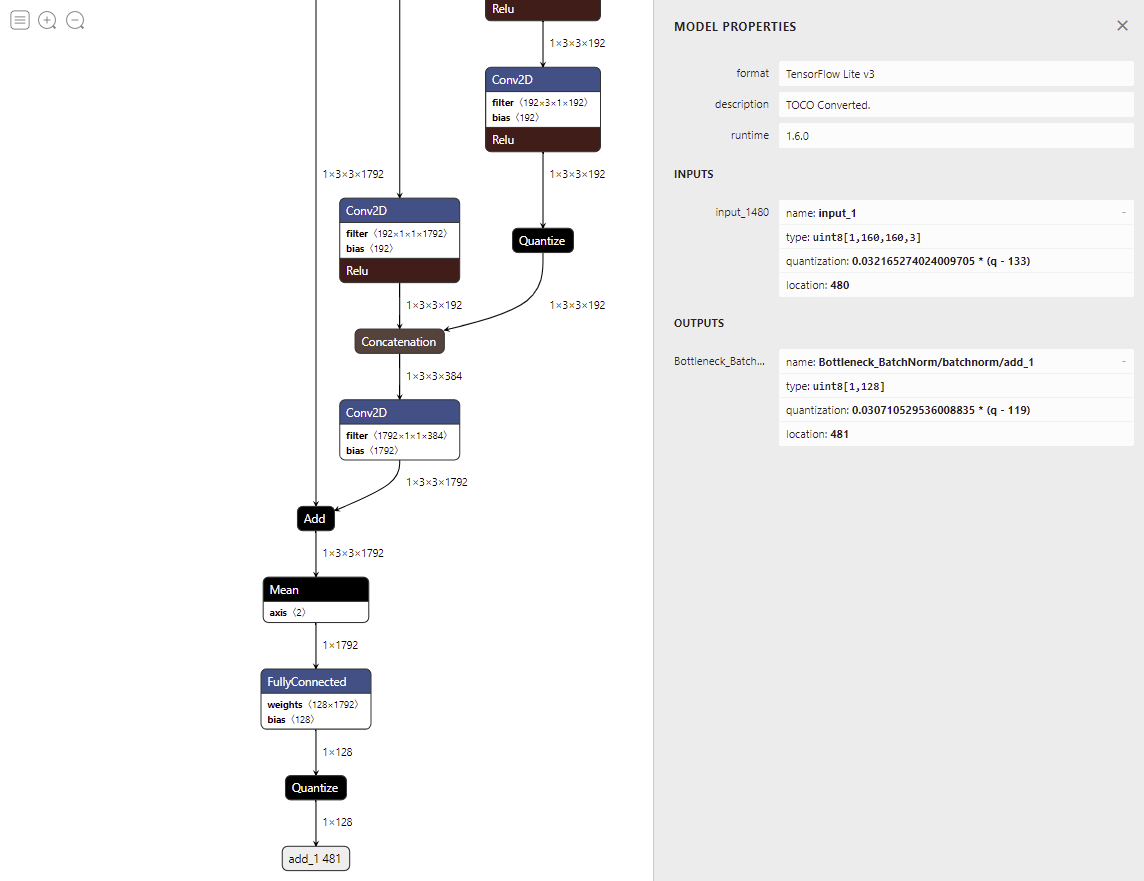 Relu
1×3×3×192
Conv2D
filter ⟨192×3×1×192⟩
bias ⟨192⟩
Relu
1×3×3×1792
1×3×3×192
Conv2D
filter ⟨192×1×1×1792⟩
bias ⟨192⟩
Relu
Quantize
1×3×3×192
1×3×3×192
Concatenation
1×3×3×384
Conv2D
filter ⟨1792×1×1×384⟩
bias ⟨1792⟩
1×3×3×1792
Add
1×3×3×1792
Mean
axis ⟨2⟩
1×1792
FullyConnected
weights ⟨128×1792⟩
bias ⟨128⟩
1×128
Quantize
1×128
add_1 481
MODEL PROPERTIES
format TensorFlow Lite v3
description TOCO Converted.
runtime 1.6.0
INPUTS
input_1480 name: input_1 -
type: uint8[1,160,160,3]
quantization: 0.032165274024009705 * (q - 133)
location: 480
OUTPUTS
Bottleneck_Batch... name: Bottleneck_BatchNorm/batchnorm/add_1 -
type: uint8[1,128]
quantization: 0.030710529536008835 * (q - 119)
location: 481